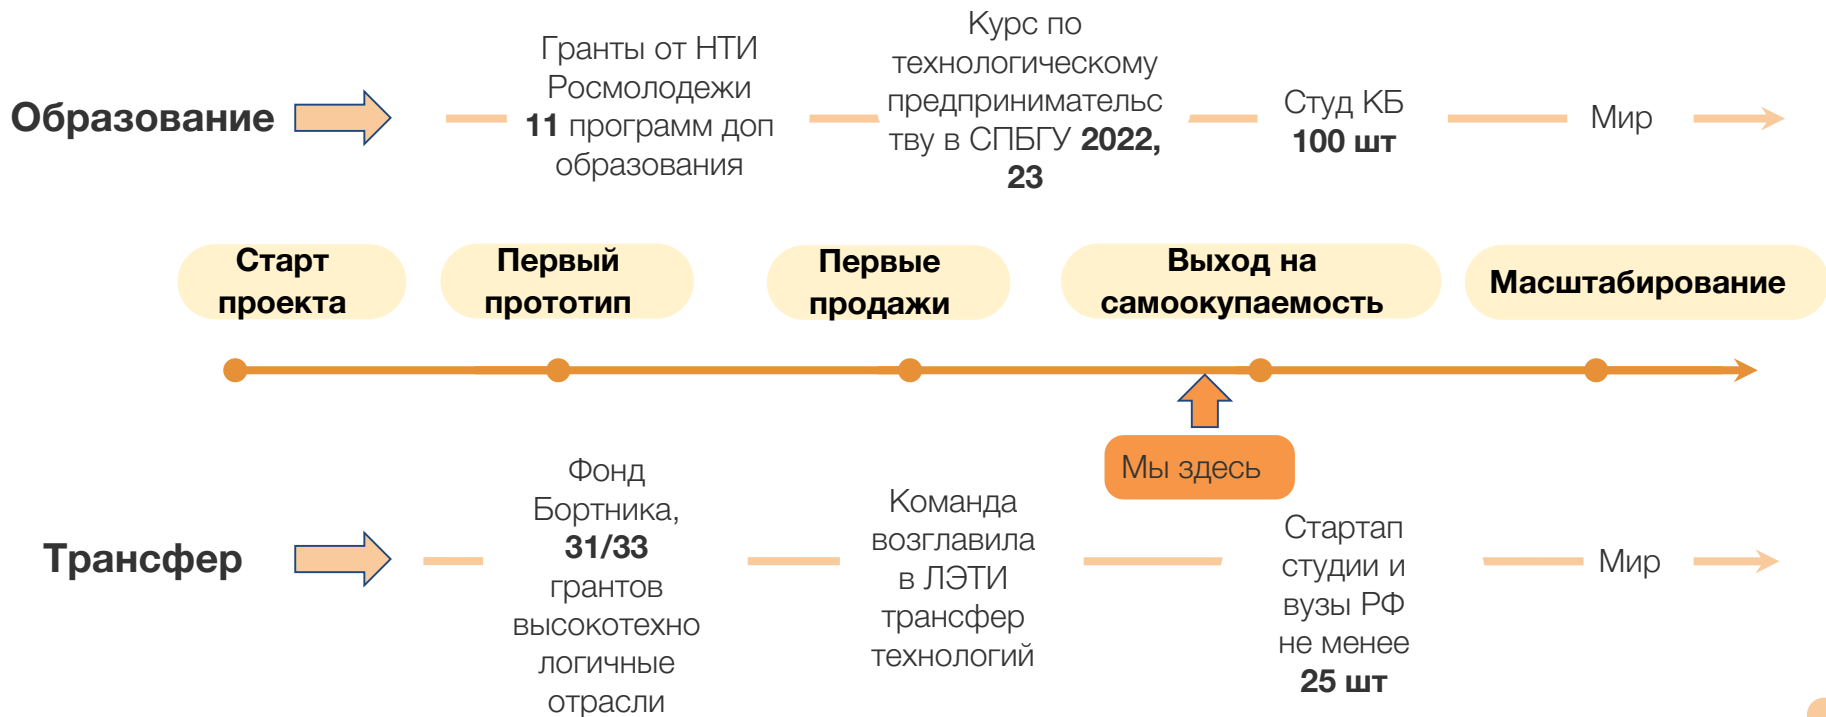 Образование
Гранты от НТИ
Росмолодежи
11 программ доп
образования
Курс по
технологическому
предпринимательс
тву в СПБГУ 2022,
23
Студ КБ
100 шт
Мир
Старт
проекта
Первый
прототип
Первые
продажи
Выход на
самоокупаемость
Масштабирование
Мы здесь
Трансфер
Фонд
Бортника,
31/33
грантов
высокотехно
логичные
отрасли
Команда
возглавила
в ЛЭТИ
трансфер
технологий
Стартап
студии и
вузы РФ
не менее
25 шт
Мир